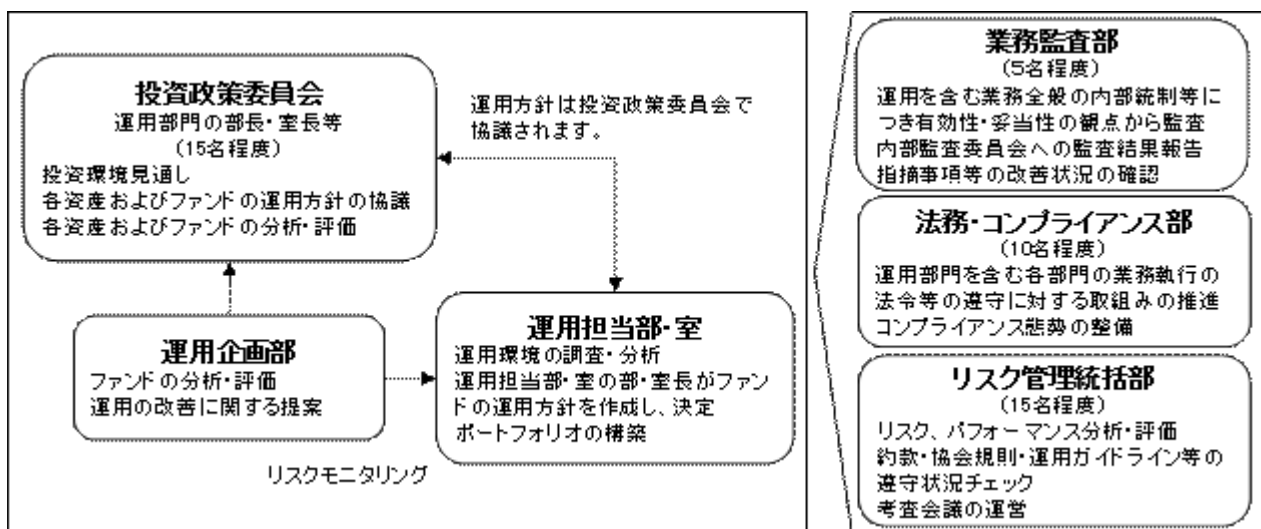 投資政策委員会
運用部門の部長・室長等
(15名程度)
投資環境見通し
各資産およびファンドの運用方針の協議
各資産およびファンドの分析・評価
運用方針は投資政策委員会で
協議されます。
運用企画部
ファンドの分析・評価
運用の改善に関する提案
運用担当部・室
運用環境の調査・分析
運用担当部・室の部・室長がファン
ドの運用方針を作成し、決定
ポートフォリオの構築
リスクモニタリング
業務監査部
(5名程度)
運用を含む業務全般の内部統制等に
つき有効性・妥当性の観点から監査
内部監査委員会への監査結果報告
指摘事項等の改善状況の確認
法務・コンプライアンス部
(10名程度)
運用部門を含む各部門の業務執行の
法令等の遵守に対する取組みの推進
コンプライアンス態勢の整備
リスク管理統括部
(15名程度)
リスク、パフォーマンス分析・評価
約款・協会規則・運用ガイドライン等の
遵守状況チェック
考査会議の運営